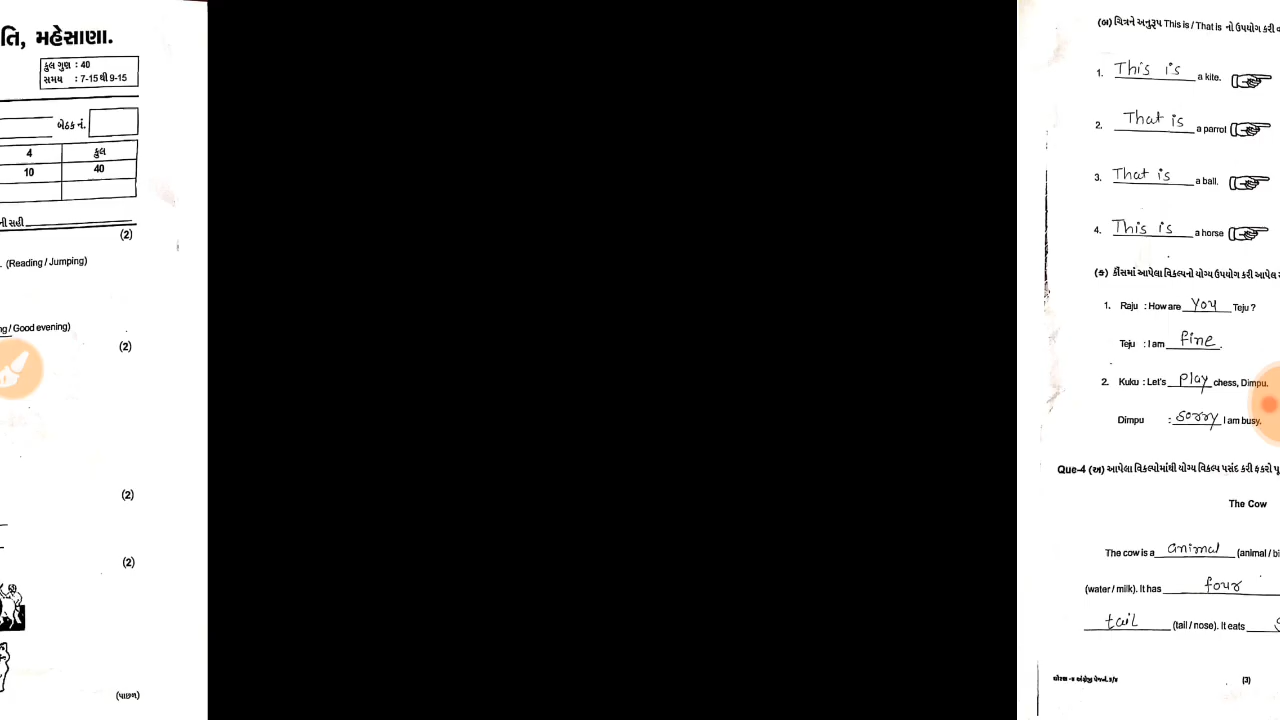 તિ, મહેસાણા.
કુલ ગુણ : 40
સમય : 7-15 થી 9-15
બેઠક નં.
4 કુલ
10 40
ની સહી
(2)
. (Reading / Jumping)
ng / Good evening)
(2)
(2)
(2)
(પાછળ)
(બ) ચિત્રને અનુરૂપ This is / That is નો ઉપયોગ કરી
1. This is a kite.
2. That is a parrot
3. That is a ball.
4. This is a horse
(ક) કૌંસમાં આપેલા વિકલ્પનો યોગ્ય ઉપયોગ કરી આપેલ
1. Raju : How are you Teju ?
Teju : I am fine.
2. Kuku : Let's play chess, Dimpu.
Dimpu : sorry I am busy.
Que-4 (અ) આપેલા વિકલ્પોમાંથી યોગ્ય વિકલ્પ પસંદ કરી ફકરો પૂ
The Cow
The cow is a animal (animal / bi
(water / milk). It has four
tail (tail / nose). It eats
ધોરણ -૪ અંગ્રેજી પેજનં.૩/૪ (3)